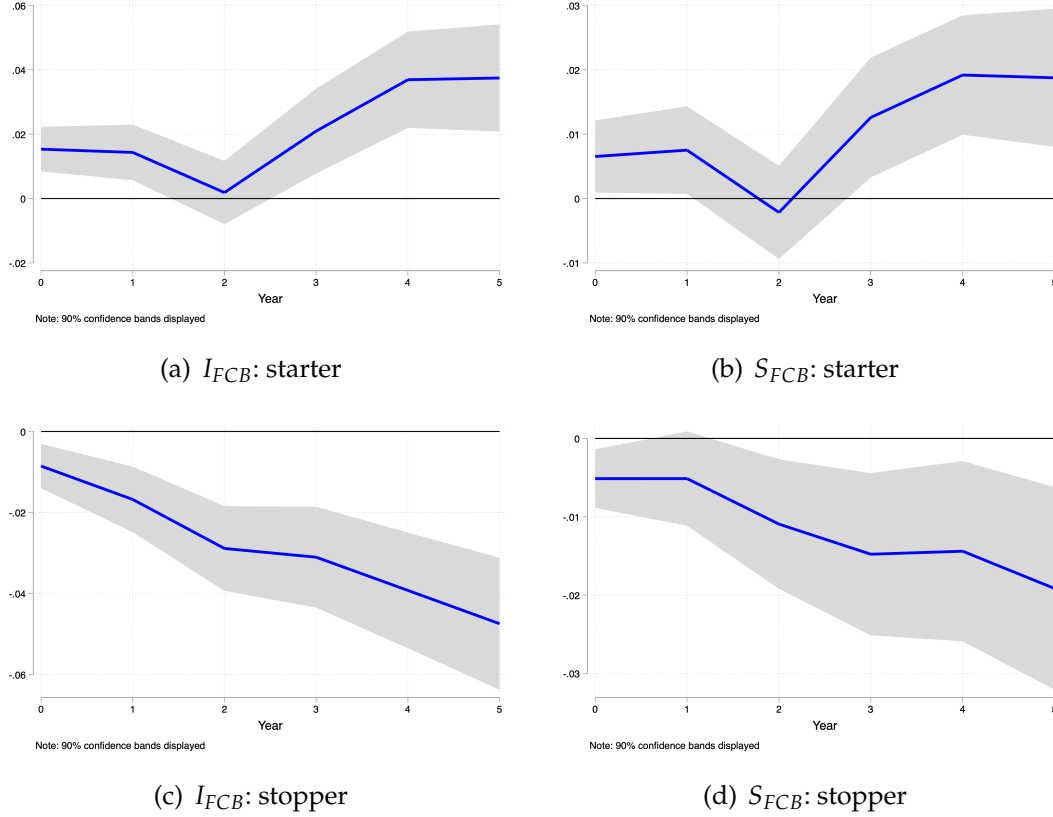 .06
.04
.02
0
-.02
0 1 2 3 4 5
Year
Note: 90% confidence bands displayed
(a) I_FCB: starter
.03
.02
.01
0
-.01
0 1 2 3 4 5
Year
Note: 90% confidence bands displayed
(b) S_FCB: starter
0
-.02
-.04
-.06
0 1 2 3 4 5
Year
Note: 90% confidence bands displayed
(c) I_FCB: stopper
0
-.01
-.02
-.03
0 1 2 3 4 5
Year
Note: 90% confidence bands displayed
(d) S_FCB: stopper